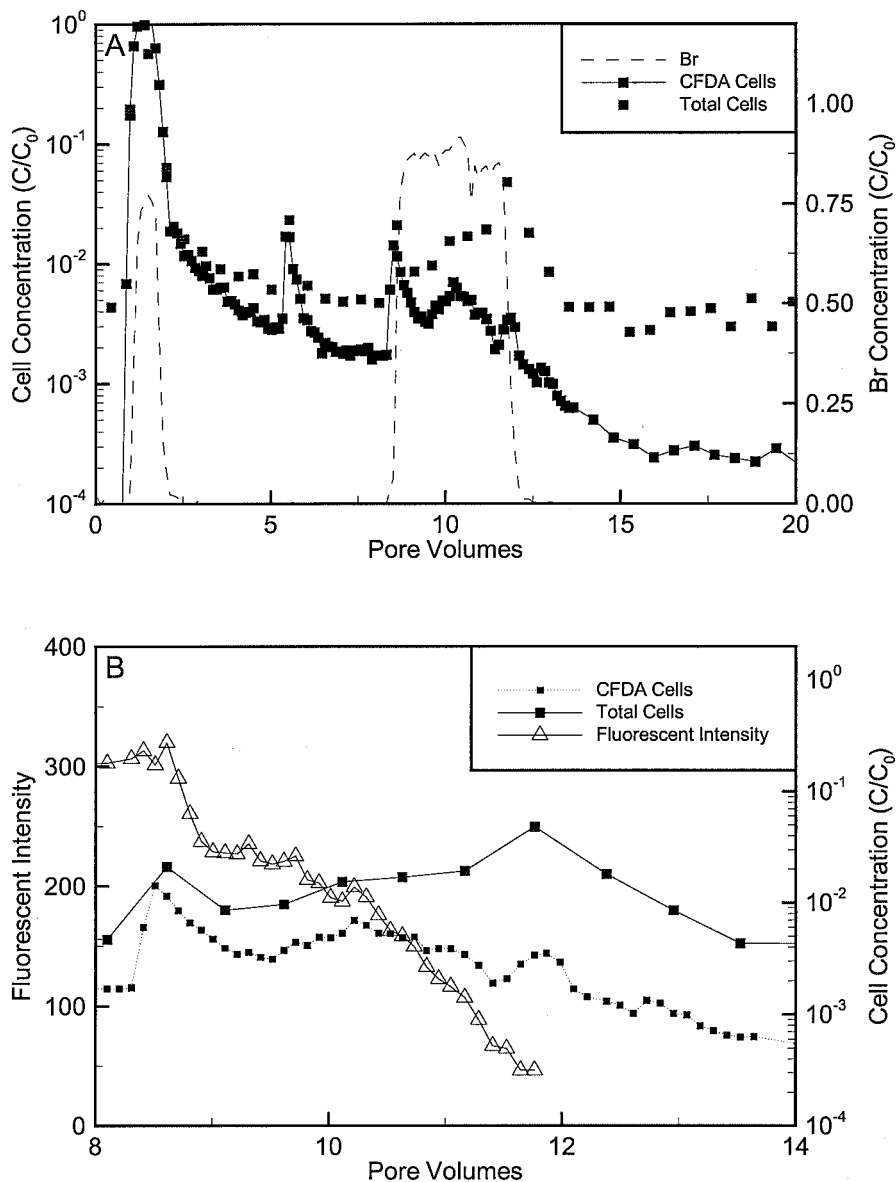 A
Br
CFDA Cells
Total Cells
Cell Concentration (C/C0)
10^0
10^-1
10^-2
10^-3
10^-4
Br Concentration (C/C0)
1.00
0.75
0.50
0.25
0.00
0 5 10 15 20
Pore Volumes
B
CFDA Cells
Total Cells
Fluorescent Intensity
Fluorescent Intensity
400
300
200
100
0
Cell Concentration (C/C0)
10^0
10^-1
10^-2
10^-3
10^-4
8 10 12 14
Pore Volumes